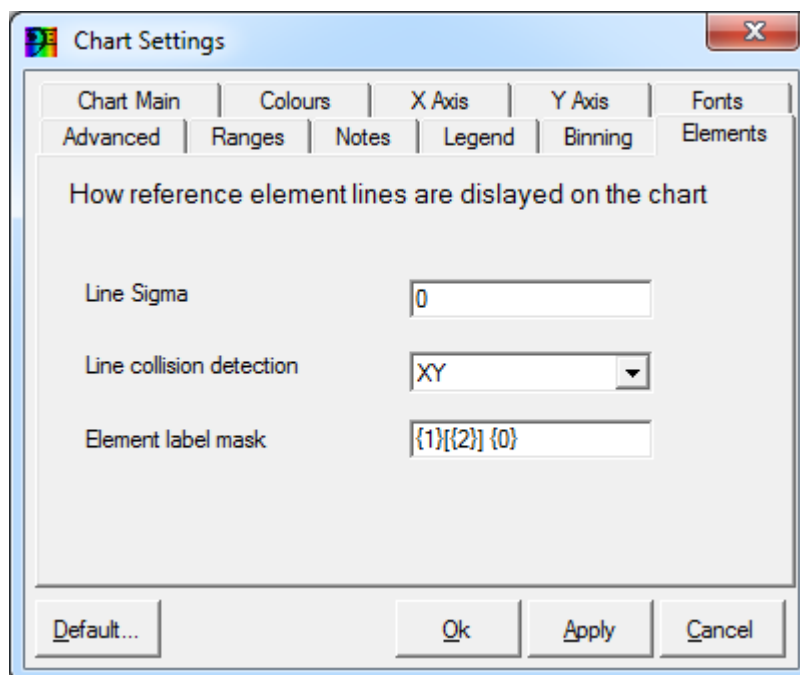 Chart Settings
Chart Main Colours X Axis Y Axis Fonts
Advanced Ranges Notes Legend Binning Elements
How reference element lines are dislayed on the chart
Line Sigma 0
Line collision detection XY
Element label mask {1}[{2}] {0}
Default... Ok Apply Cancel